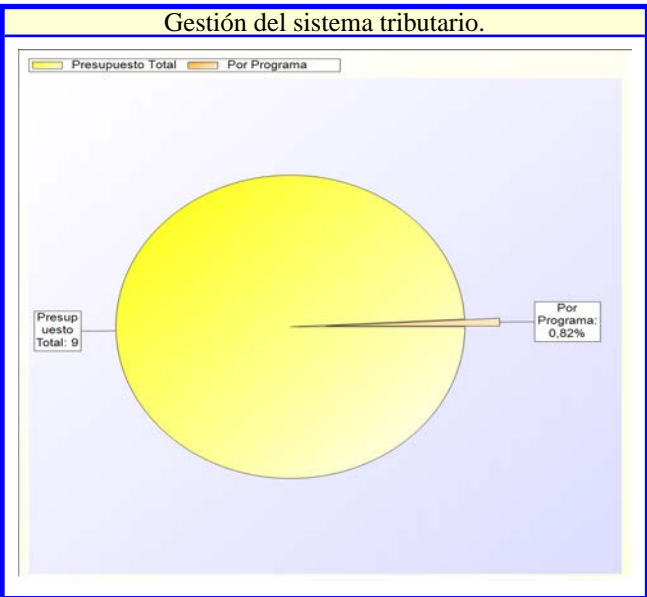 Gestión del sistema tributario.
Presupuesto Total Por Programa
Presup
uesto
Total: 9
Por
Programa:
0,82%